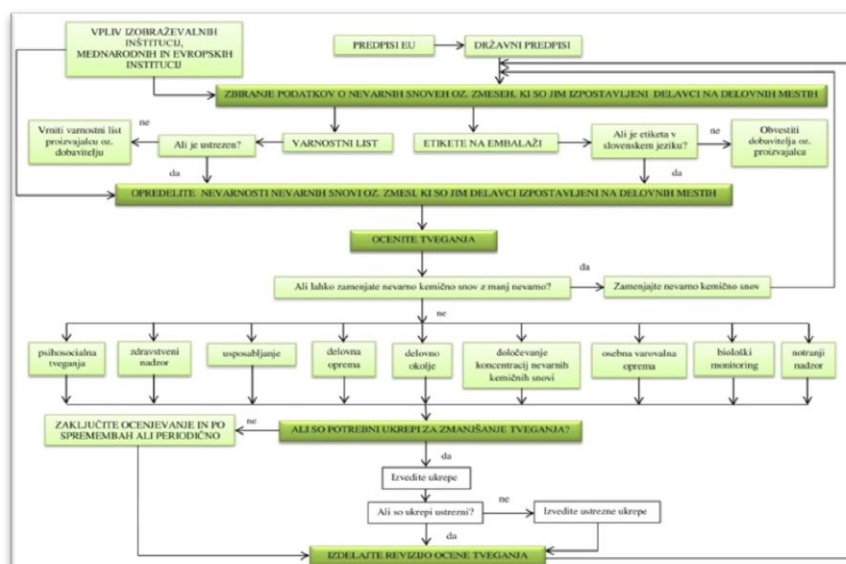 VPLIV IZOBRAŽEVALNIH
INŠTITUCIJ,
MEDNARODNIH IN EVROPSKIH
INSTITUCIJ
PREDPISI EU
DRŽAVNI PREDPISI
ZBIRANJE PODATKOV O NEVARNIH SNOVEH OZ. ZMESEH, KI SO JIM IZPOSTAVLJENI DELAVCI NA DELOVNIH MESTIH
Vrniti varnostni list
proizvajalcu oz.
dobavitelju
ne
Ali je ustrezen?
VARNOSTNI LIST
ETIKETE NA EMBALAŽI
Ali je etiketa v
slovenskem jeziku?
ne
Obvestiti
dobavitelja oz.
proizvajalca
da
da
OPREDELITE NEVARNOSTI NEVARNIH SNOVI OZ. ZMESI, KI SO JIM DELAVCI IZPOSTAVLJENI NA DELOVNIH MESTIH
OCENITE TVEGANJA
Ali lahko zamenjate nevarno kemično snov z manj nevarno?
da
Zamenjajte nevarno kemično snov
ne
psihosocialna
tveganja
zdravstveni
nadzor
usposabljanje
delovna
oprema
delovno
okolje
določevanje
koncentracij nevarnih
kemičnih snovi
osebna varovalna
oprema
biološki
monitoring
notranji
nadzor
ZAKLJUČITE OCENJEVANJE IN PO
SPREMEMBAH ALI PERIODIČNO
ne
ALI SO POTREBNI UKREPI ZA ZMANJŠANJE TVEGANJA?
da
Izvedite ukrepe
Ali so ukrepi ustrezni?
ne
Izvedite ustrezne ukrepe
da
IZDELAJTE REVIZIJO OCENE TVEGANJA